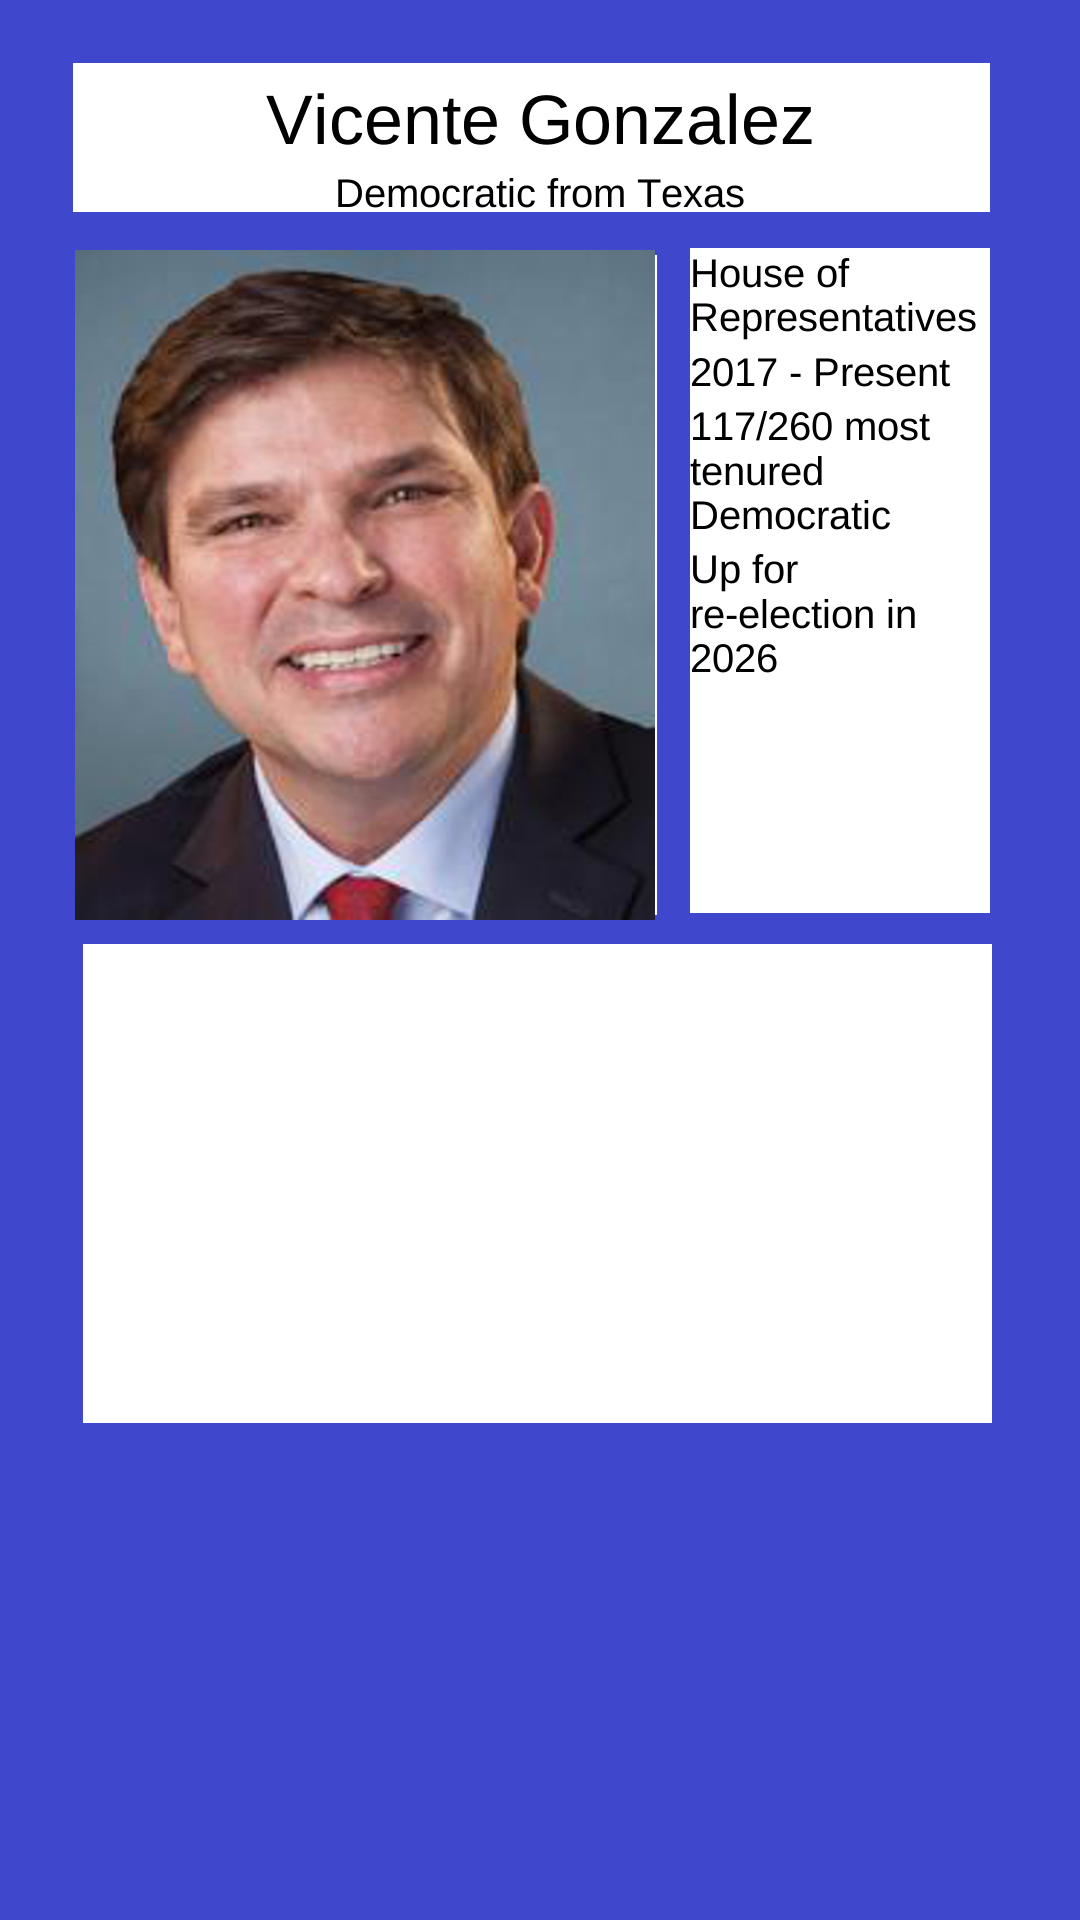 Vicente Gonzalez
Democratic from Texas
House of
Representatives
2017 - Present
117/260 most
tenured
Democratic
Up for
re-election in
2026